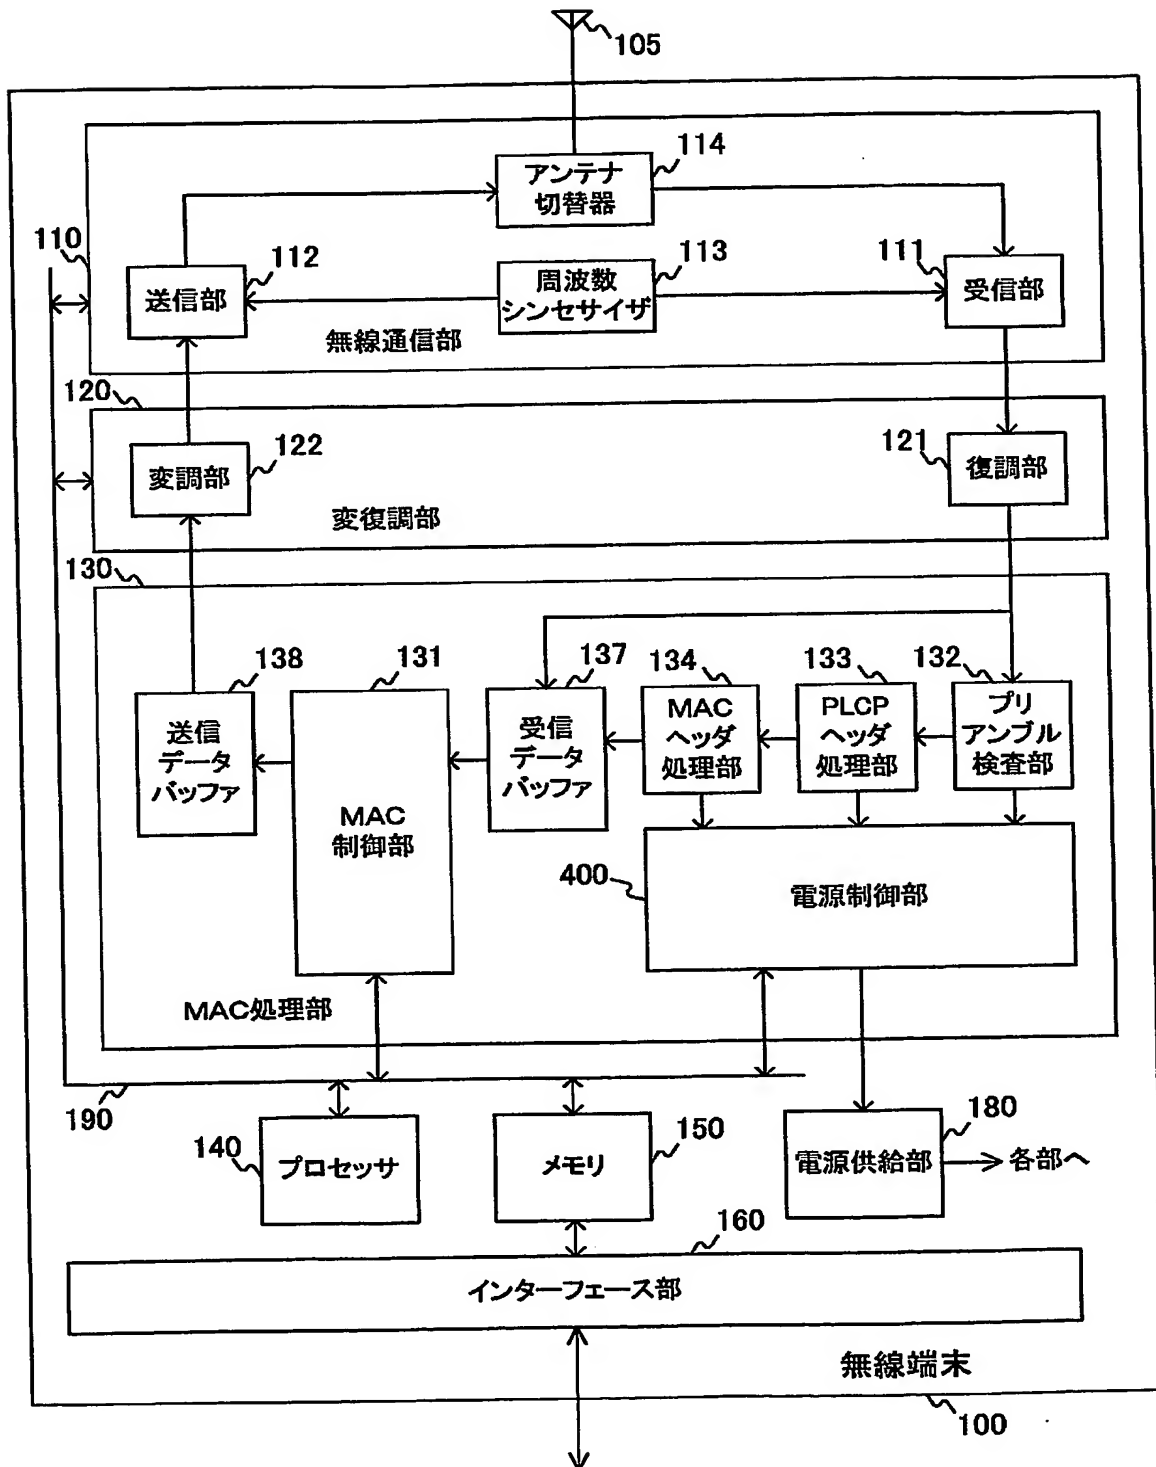 105
114
アンテナ
切替器
110
112
113
111
送信部
周波数
シンセサイザ
受信部
無線通信部
120
122
121
変調部
復調部
変復調部
130
138
131
137
134
133
132
送信
データ
バッファ
MAC
制御部
受信
データ
バッファ
MAC
ヘッダ
処理部
PLCP
ヘッダ
処理部
プリ
アンブル
検査部
400
電源制御部
MAC処理部
190
140
プロセッサ
150
メモリ
180
電源供給部
各部へ
160
インターフェース部
無線端末
100